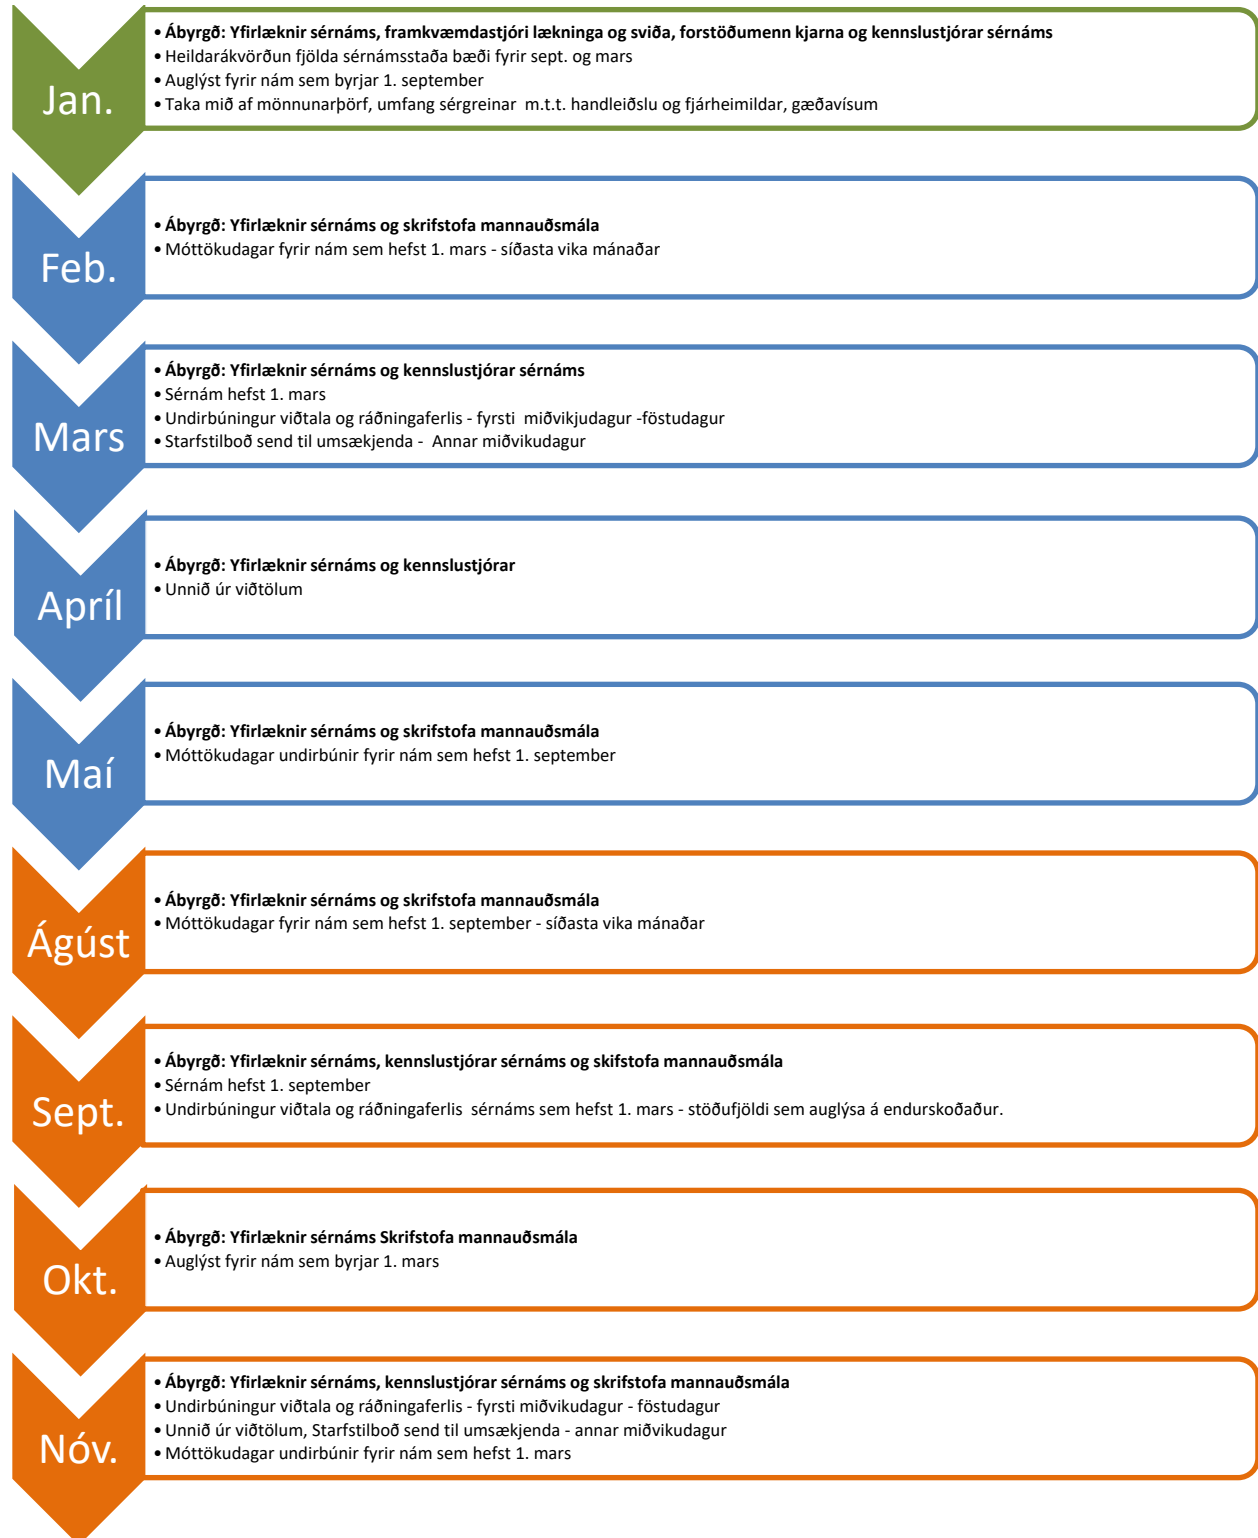 Jan.
• Ábyrgð: Yfirlæknir sérnáms, framkvæmdastjóri lækninga og sviða, forstöðumenn kjarna og kennslustjórar sérnáms
• Heildarákvörðun fjölda sérnámsstaða bæði fyrir sept. og mars
• Auglýst fyrir nám sem byrjar 1. september
• Taka mið af mönnunarþörf, umfang sérgreinar m.t.t. handleiðslu og fjárheimildar, gæðavísum
Feb.
• Ábyrgð: Yfirlæknir sérnáms og skrifstofa mannauðsmála
• Móttökudagar fyrir nám sem hefst 1. mars - síðasta vika mánaðar
Mars
• Ábyrgð: Yfirlæknir sérnáms og kennslustjórar sérnáms
• Sérnám hefst 1. mars
• Undirbúningur viðtala og ráðningaferlis - fyrsti miðvikjudagur -föstudagur
• Starfstilboð send til umsækjenda - Annar miðvikudagur
Apríl
• Ábyrgð: Yfirlæknir sérnáms og kennslustjórar
• Unnið úr viðtölum
Maí
• Ábyrgð: Yfirlæknir sérnáms og skrifstofa mannauðsmála
• Móttökudagar undirbúnir fyrir nám sem hefst 1. september
Ágúst
• Ábyrgð: Yfirlæknir sérnáms og skrifstofa mannauðsmála
• Móttökudagar fyrir nám sem hefst 1. september - síðasta vika mánaðar
Sept.
• Ábyrgð: Yfirlæknir sérnáms, kennslustjórar sérnáms og skifstofa mannauðsmála
• Sérnám hefst 1. september
• Undirbúningur viðtala og ráðningaferlis sérnáms sem hefst 1. mars - stöðufjöldi sem auglýsa á endurskoðaður.
Okt.
• Ábyrgð: Yfirlæknir sérnáms Skrifstofa mannauðsmála
• Auglýst fyrir nám sem byrjar 1. mars
Nóv.
• Ábyrgð: Yfirlæknir sérnáms, kennslustjórar sérnáms og skrifstofa mannauðsmála
• Undirbúningur viðtala og ráðningaferlis - fyrsti miðvikudagur - föstudagur
• Unnið úr viðtölum, Starfstilboð send til umsækjenda - annar miðvikudagur
• Móttökudagar undirbúnir fyrir nám sem hefst 1. mars